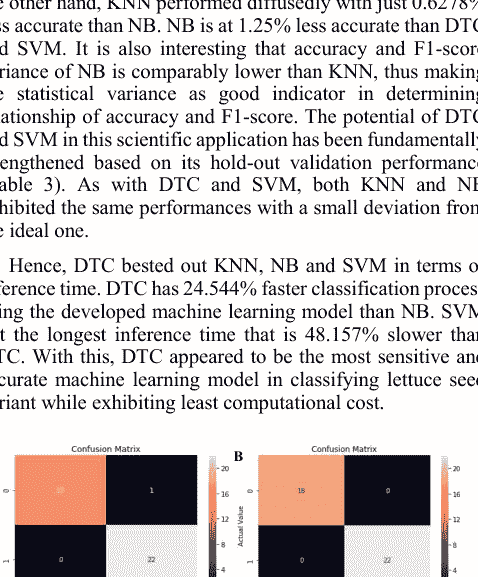 e other hand, KNN performed diffusedly with just 0.6278%
ss accurate than NB. NB is at 1.25% less accurate than DTC
d SVM. It is also interesting that accuracy and F1-score
riance of NB is comparably lower than KNN, thus making
e statistical variance as good indicator in determining
lationship of accuracy and F1-score. The potential of DTC
d SVM in this scientific application has been fundamentally
rengthened based on its hold-out validation performance
able 3). As with DTC and SVM, both KNN and NB
hibited the same performances with a small deviation from
e ideal one.
Hence, DTC bested out KNN, NB and SVM in terms of
ference time. DTC has 24.544% faster classification process
ing the developed machine learning model than NB. SVM
t the longest inference time that is 48.157% slower than
TC. With this, DTC appeared to be the most sensitive and
curate machine learning model in classifying lettuce seed
riant while exhibiting least computational cost.
Confusion Matrix
0
1
1
0
22
20
16
12
8
4
B
Confusion Matrix
Actual Value
0
1
18
0
0
22
20
16
12
8
4